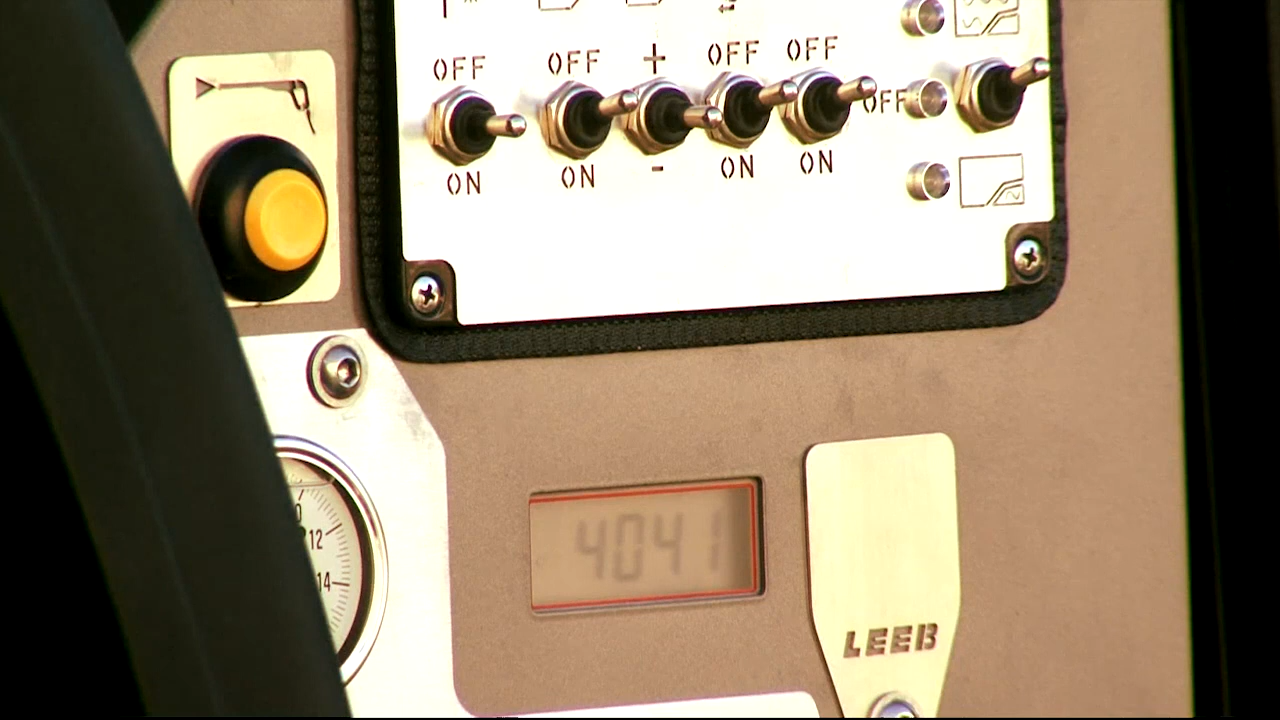 OFF OFF + OFF OFF
OFF
ON ON - ON ON
12
14
4041
LEEB